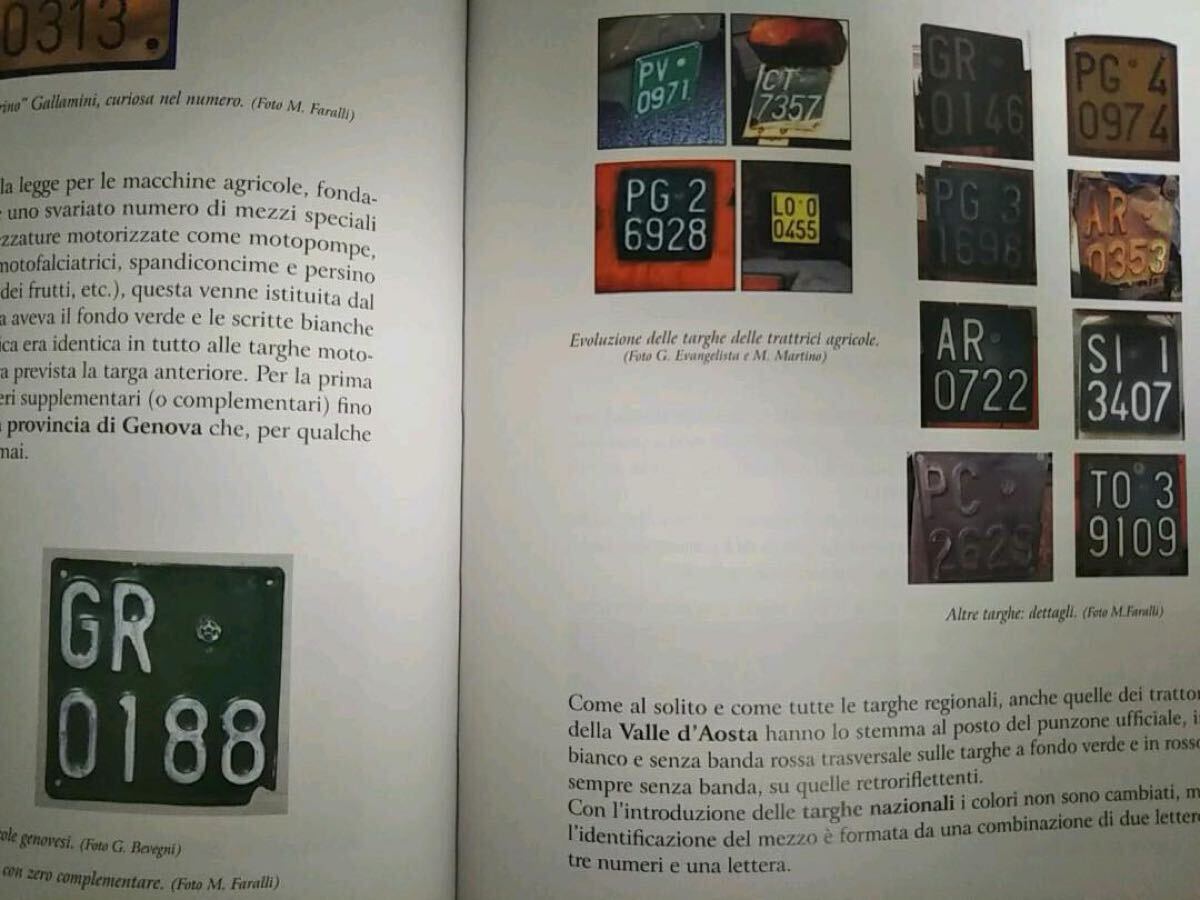 0313.
Gallamini, curiosa nel numero. (Foto M. Faralli)
la legge per le macchine agricole, fonda-
uno svariato numero di mezzi speciali
motorizzate come motopompe,
motofalciatrici, spandiconcime e persino
dei frutti, etc.), questa venne istituita dal
aveva il fondo verde e le scritte bianche
era identica in tutto alle targhe moto-
prevista la targa anteriore. Per la prima
supplementari (o complementari) fino
provincia di Genova che, per qualche
GR
0188
genovesi. (Foto G. Bevegni)
con zero complementare. (Foto M. Faralli)
PV
0971
CT
7357
PG 2
6928
LO 0
0455
Evoluzione delle targhe delle trattrici agricole.
(Foto G. Evangelista e M. Martino)
GR
0146
PG 4
0974
PG 3
1698
AR
0353
AR
0722
SI 1
3407
PC
2629
TO 3
9109
Altre targhe: dettagli. (Foto M.Faralli)
Come al solito e come tutte le targhe regionali, anche quelle dei
della Valle d'Aosta hanno lo stemma al posto del punzone ufficiale,
bianco e senza banda rossa trasversale sulle targhe a fondo verde e in
sempre senza banda, su quelle retroriflettenti.
Con l'introduzione delle targhe nazionali i colori non sono cambiati,
l'identificazione del mezzo è formata da una combinazione di due
tre numeri e una lettera.